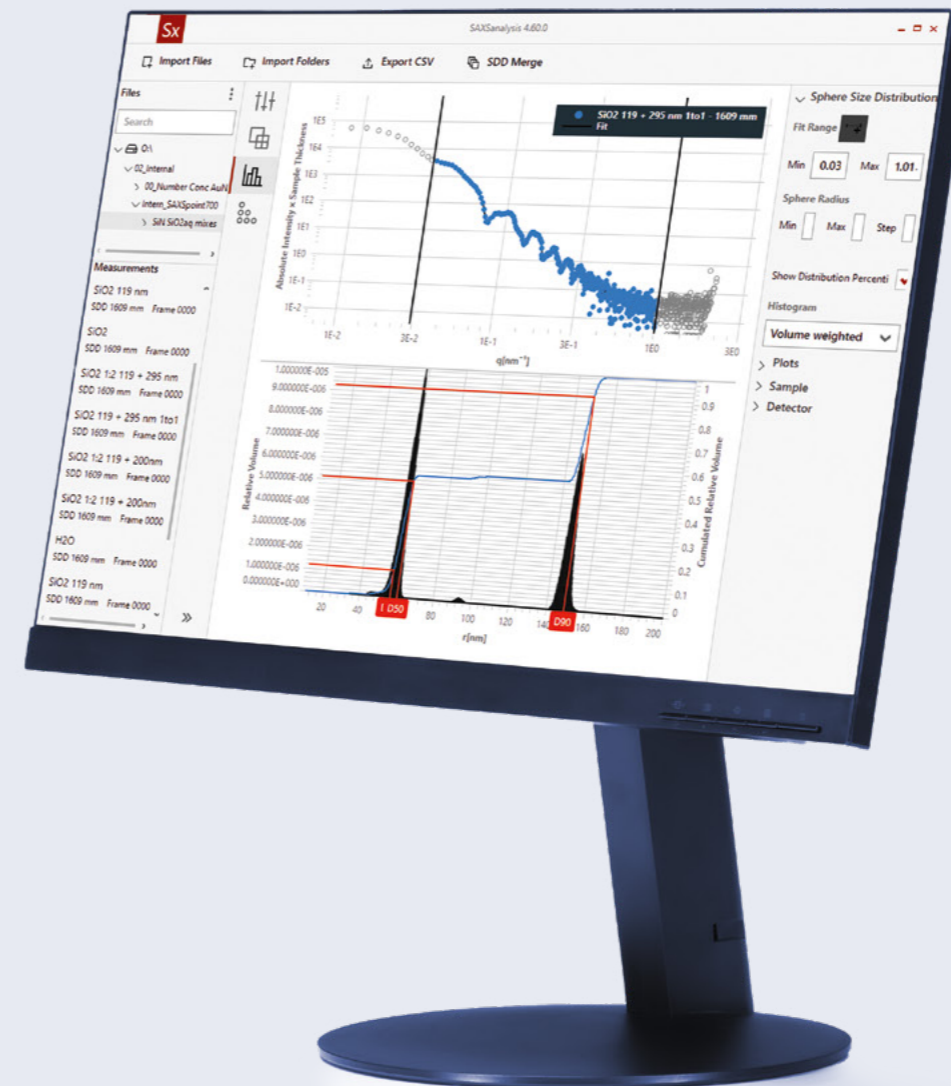 Sx
SAXSanalysis 4.60.0
Import Files
Import Folders
Export CSV
SDD Merge
Files
Search
O:\
02_Internal
00_Number Conc AuN
Intern_SAXSpoint700
SiN SiO2aq mixes
Measurements
SiO2 119 nm
SDD 1609 mm Frame 0000
SiO2
SDD 1609 mm Frame 0000
SiO2 1:2 119 + 295 nm
SDD 1609 mm Frame 0000
SiO2 119 + 295 nm 1to1
SDD 1609 mm Frame 0000
SiO2 1:2 119 + 200nm
SDD 1609 mm Frame 0000
SiO2 1:2 119 + 200nm
SDD 1609 mm Frame 0000
H2O
SDD 1609 mm Frame 0000
SiO2 119 nm
SDD 1609 mm Frame 0000
Absolute Intensity x Sample Thickness
1E5
1E4
1E3
1E2
1E1
1E0
1E-1
1E-2
SiO2 119 + 295 nm 1to1 - 1609 mm
Fit
1E-2 3E-2 1E-1 3E-1 1E0 3E0
q[nm⁻¹]
Relative Volume
1.000000E-005
9.000000E-006
8.000000E-006
7.000000E-006
6.000000E-006
5.000000E-006
4.000000E-006
3.000000E-006
2.000000E-006
1.000000E-006
0.000000E+000
1
0.9
0.8
0.7
0.6
0.5
0.4
0.3
0.2
0.1
0
Cumulated Relative Volume
20 40 D50 80 100 120 D90 160 180 200
r[nm]
Sphere Size Distribution
Fit Range
Min 0.03 Max 1.01
Sphere Radius
Min Max Step
Show Distribution Percenti
Histogram
Volume weighted
Plots
Sample
Detector